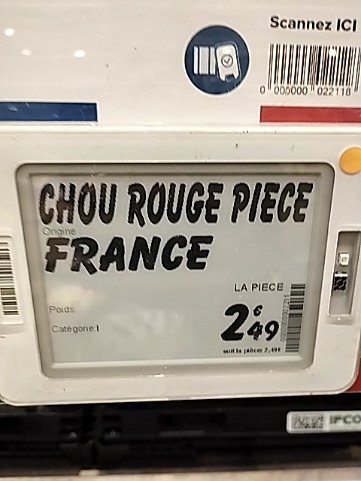 Scannez ICI
0 000000 022118
CHOU ROUGE PIECE
Origine
FRANCE
LA PIECE
Poids:
Catégorie: I
2€49
soit la pièce: 2,49€
IFCO